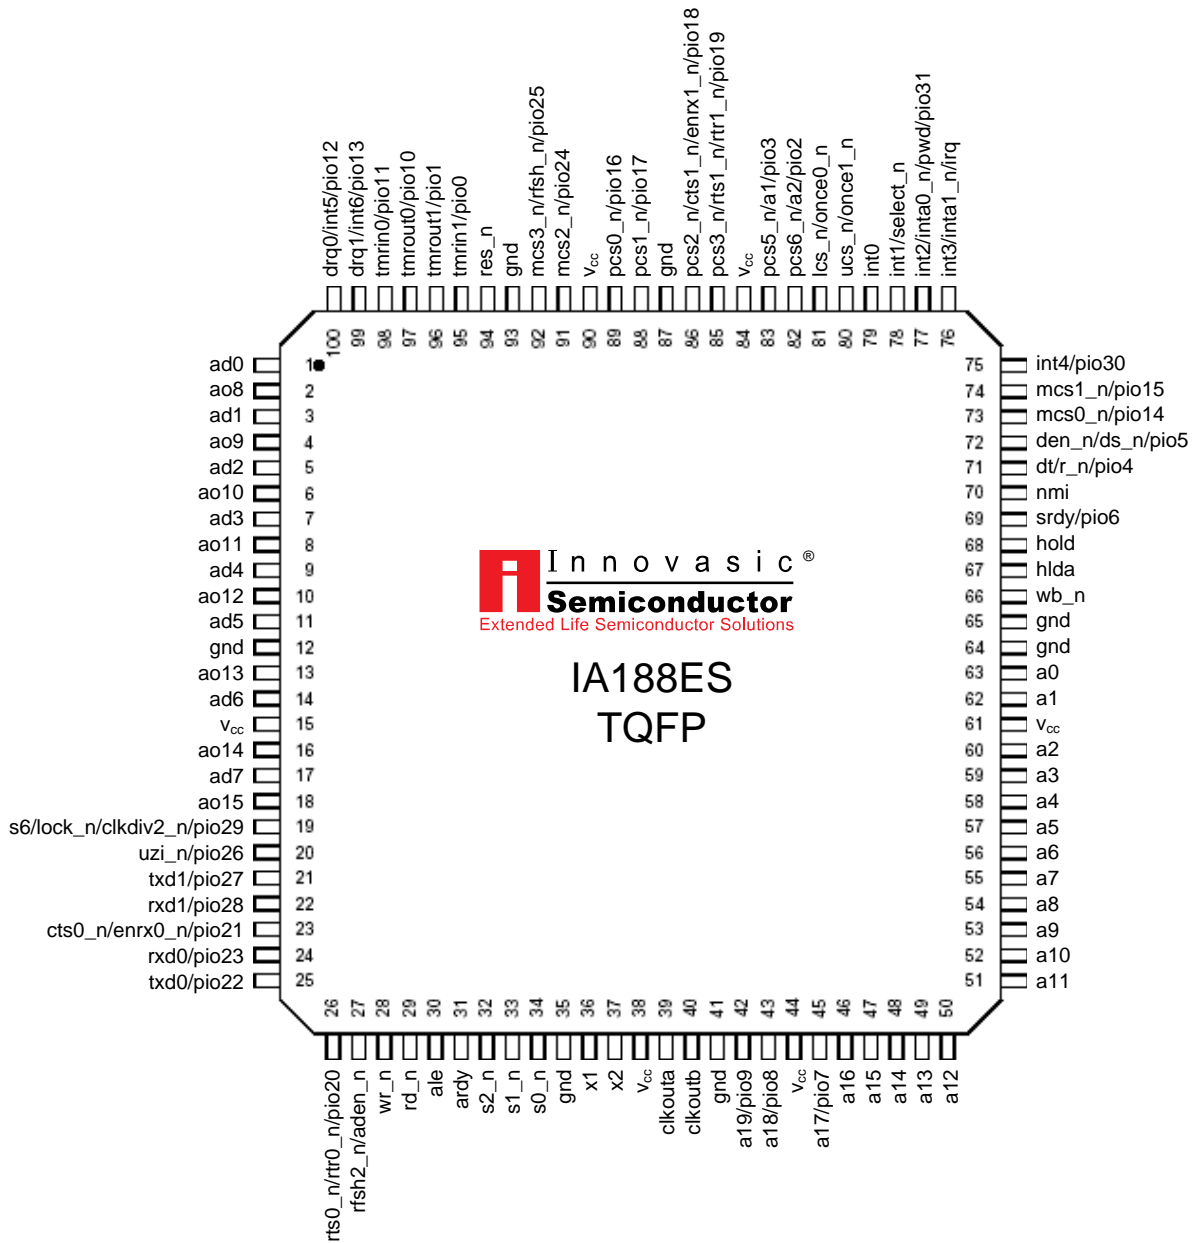 drq0/int5/pio12
drq1/int6/pio13
tmrin0/pio11
tmrout0/pio10
tmrout1/pio1
tmrin1/pio0
res_n
gnd
mcs3_n/rfsh_n/pio25
mcs2_n/pio24
vcc
pcs0_n/pio16
pcs1_n/pio17
gnd
pcs2_n/cts1_n/enrx1_n/pio18
pcs3_n/rts1_n/rtr1_n/pio19
vcc
pcs5_n/a1/pio3
pcs6_n/a2/pio2
lcs_n/once0_n
ucs_n/once1_n
int0
int1/select_n
int2/inta0_n/pwd/pio31
int3/inta1_n/irq
100 99 98 97 96 95 94 93 92 91 90 89 88 87 86 85 84 83 82 81 80 79 78 77 76
ad0 1
ao8 2
ad1 3
ao9 4
ad2 5
ao10 6
ad3 7
ao11 8
ad4 9
ao12 10
ad5 11
gnd 12
ao13 13
ad6 14
vcc 15
ao14 16
ad7 17
ao15 18
s6/lock_n/clkdiv2_n/pio29 19
uzi_n/pio26 20
txd1/pio27 21
rxd1/pio28 22
cts0_n/enrx0_n/pio21 23
rxd0/pio23 24
txd0/pio22 25
i Innovasic®
Semiconductor
Extended Life Semiconductor Solutions
IA188ES
TQFP
75 int4/pio30
74 mcs1_n/pio15
73 mcs0_n/pio14
72 den_n/ds_n/pio5
71 dt/r_n/pio4
70 nmi
69 srdy/pio6
68 hold
67 hlda
66 wb_n
65 gnd
64 gnd
63 a0
62 a1
61 vcc
60 a2
59 a3
58 a4
57 a5
56 a6
55 a7
54 a8
53 a9
52 a10
51 a11
26 27 28 29 30 31 32 33 34 35 36 37 38 39 40 41 42 43 44 45 46 47 48 49 50
rts0_n/rtr0_n/pio20
rfsh2_n/aden_n
wr_n
rd_n
ale
ardy
s2_n
s1_n
s0_n
gnd
x1
x2
vcc
clkouta
clkoutb
gnd
a19/pio9
a18/pio8
vcc
a17/pio7
a16
a15
a14
a13
a12